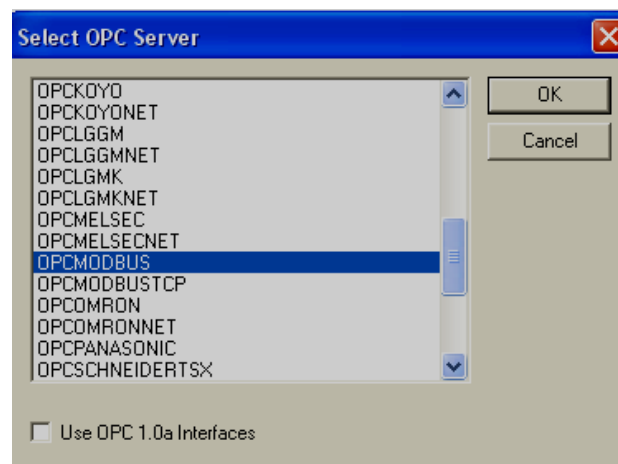 Select OPC Server
OPCKOYO
OPCKOYONET
OPCLGGM
OPCLGGMNET
OPCLGMK
OPCLGMKNET
OPCMELSEC
OPCMELSECNET
OPCMODBUS
OPCMODBUSTCP
OPCOMRON
OPCOMRONNET
OPCPANASONIC
OPCSCHNEIDERTSX
OK
Cancel
Use OPC 1.0a Interfaces